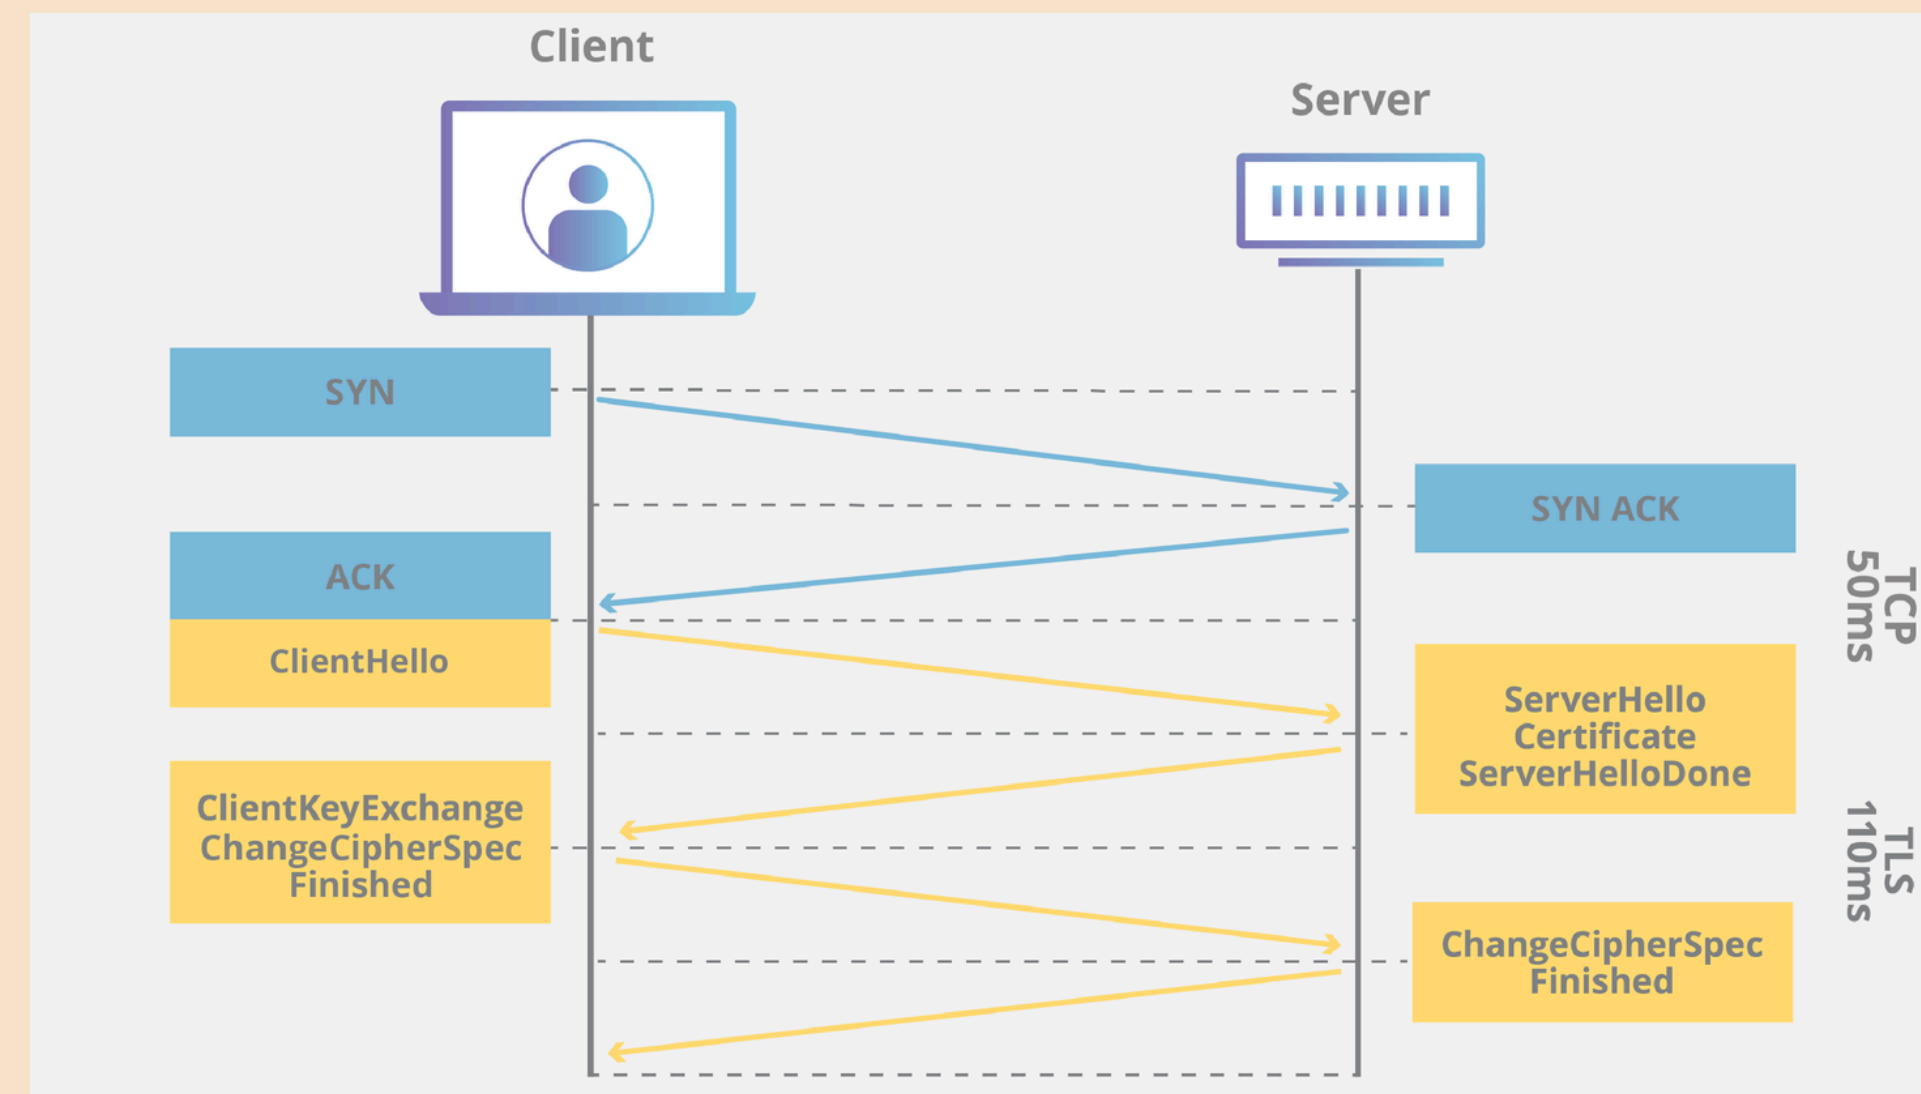 Client
Server
SYN
SYN ACK
ACK
ClientHello
TCP
50ms
ServerHello
Certificate
ServerHelloDone
ClientKeyExchange
ChangeCipherSpec
Finished
TLS
110ms
ChangeCipherSpec
Finished